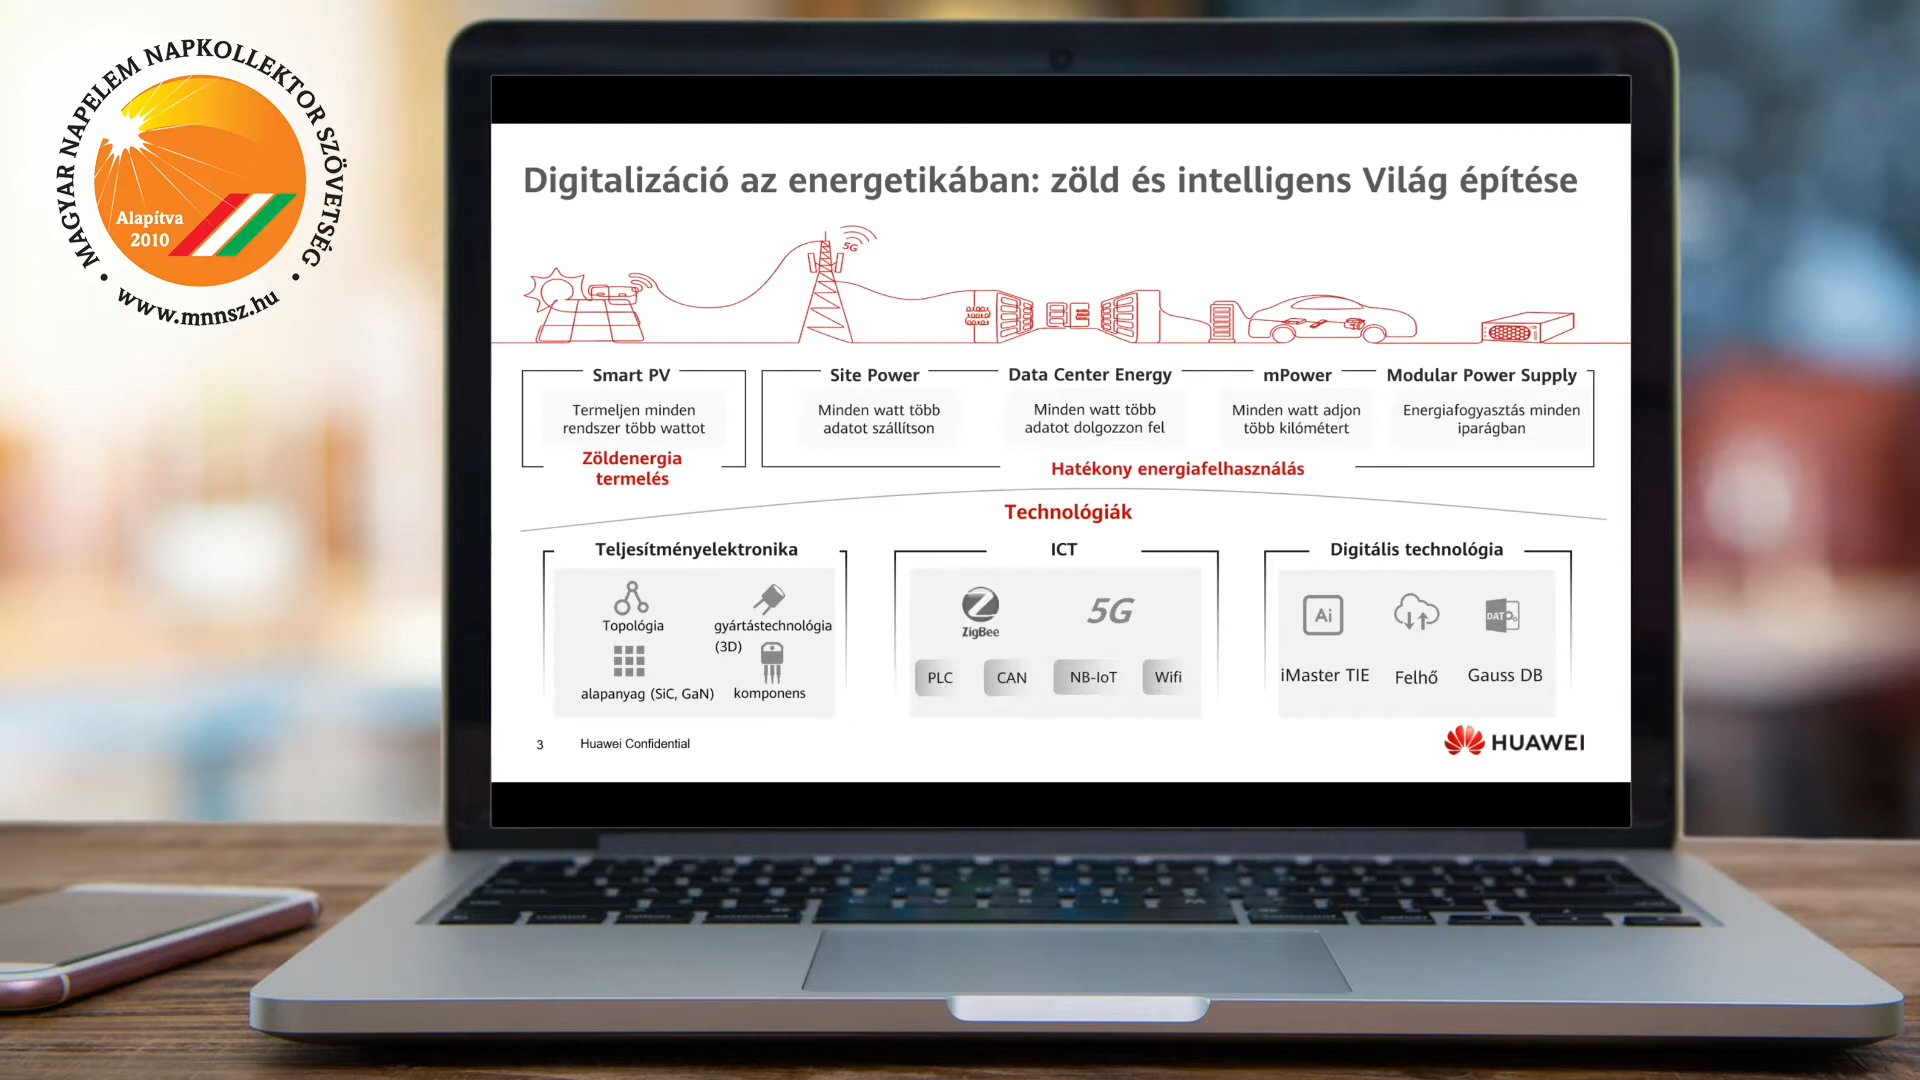 MAGYAR NAPELEM NAPKOLLEKTOR SZÖVETSÉG
Alapítva
2010
www.mnnsz.hu
Digitalizáció az energetikában: zöld és intelligens Világ építése
5G
Smart PV
Termeljen minden
rendszer több wattot
Zöldenergia
termelés
Site Power
Minden watt több
adatot szállítson
Data Center Energy
Minden watt több
adatot dolgozzon fel
mPower
Minden watt adjon
több kilómétert
Modular Power Supply
Energiafogyasztás minden
iparágban
Hatékony energiafelhasználás
Technológiák
Teljesítményelektronika
Topológia
gyártástechnológia
(3D)
alapanyag (SiC, GaN)
komponens
ICT
ZigBee
5G
PLC
CAN
NB-IoT
Wifi
Digitális technológia
Ai
DATO
iMaster TIE
Felhő
Gauss DB
3
Huawei Confidential
HUAWEI